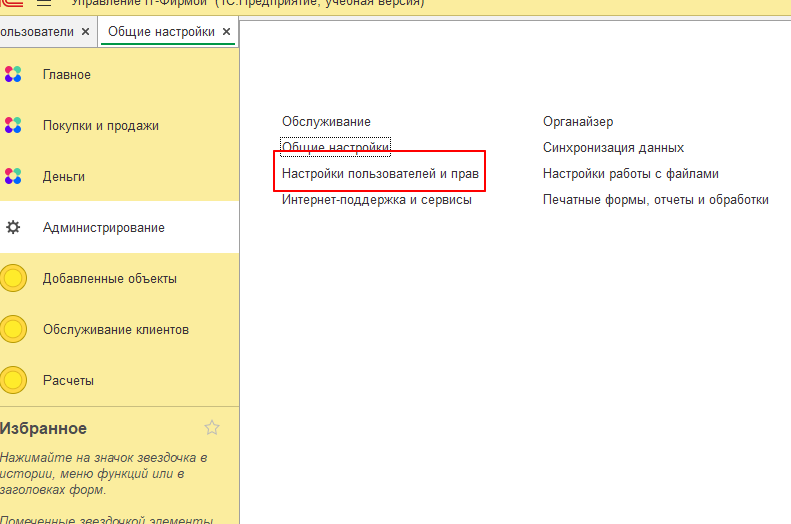 Управление IT-Фирмой (1С:Предприятие, учебная версия)
ользователи ×
Общие настройки ×
Главное
Покупки и продажи
Деньги
Администрирование
Добавленные объекты
Обслуживание клиентов
Расчеты
Избранное
Нажимайте на значок звездочка в
истории, меню функций или в
заголовках форм.
Помеченные звездочкой элементы
Обслуживание
Общие настройки
Настройки пользователей и прав
Интернет-поддержка и сервисы
Органайзер
Синхронизация данных
Настройки работы с файлами
Печатные формы, отчеты и обработки